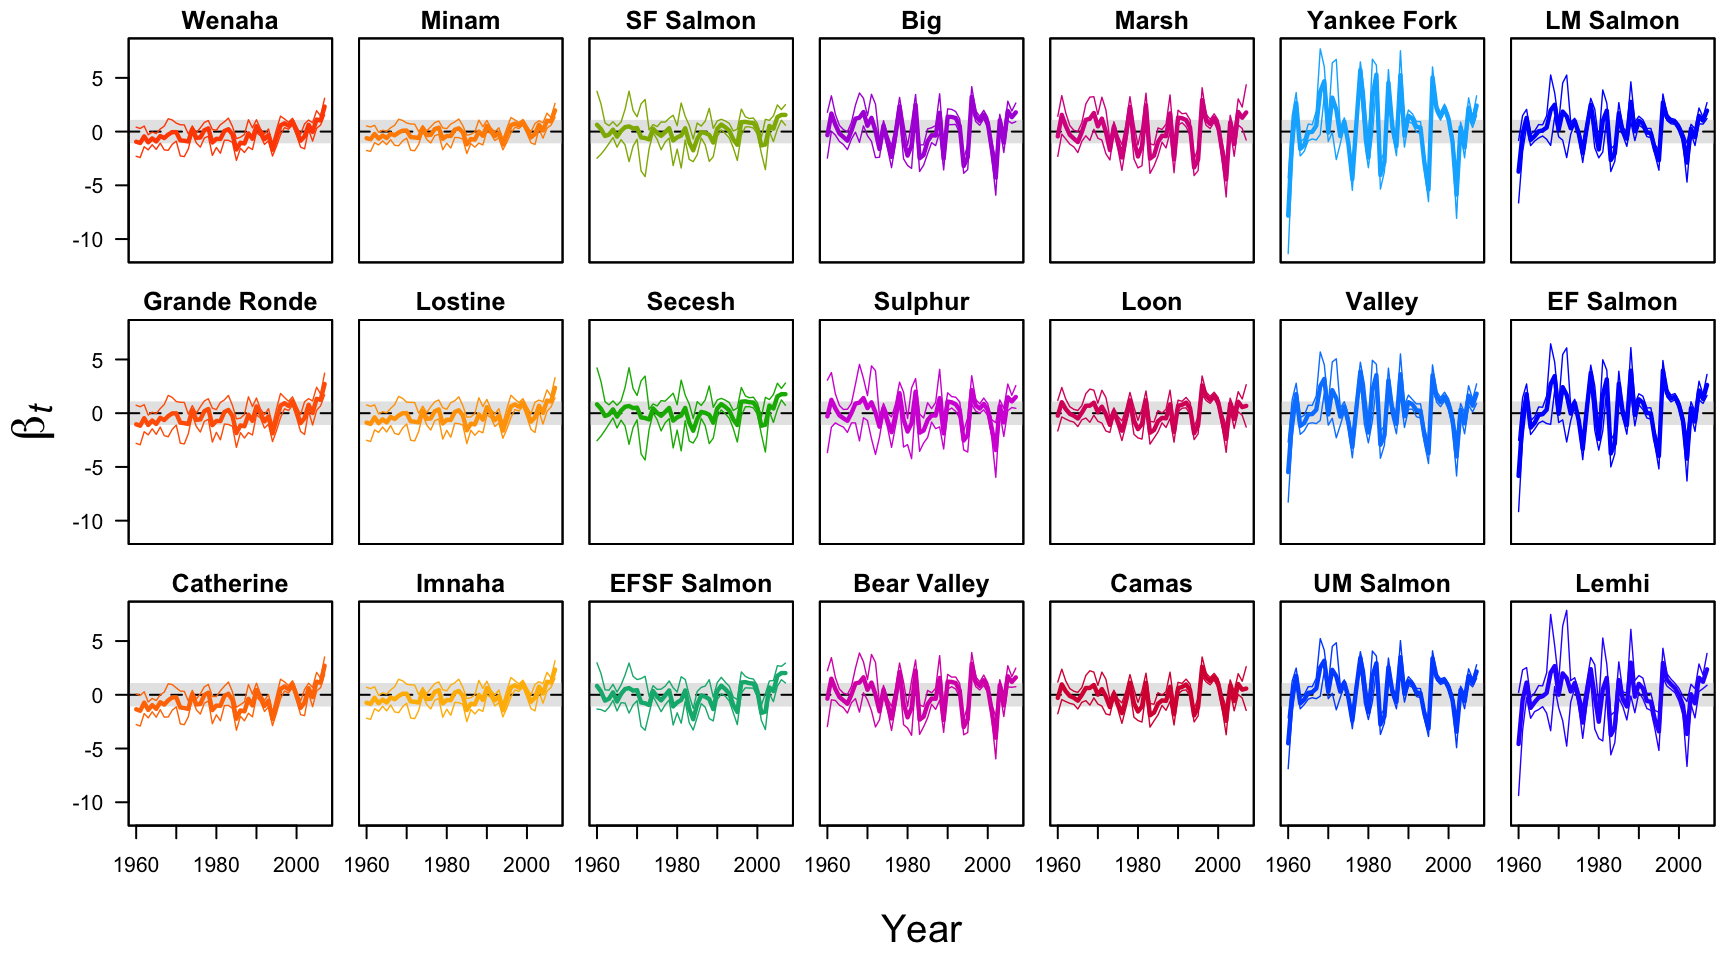 Wenaha Minam SF Salmon Big Marsh Yankee Fork LM Salmon
5
0
-5
-10
Grande Ronde Lostine Secesh Sulphur Loon Valley EF Salmon
5
0
-5
-10
Catherine Imnaha EFSF Salmon Bear Valley Camas UM Salmon Lemhi
5
0
-5
-10
βt
1960 1980 2000 1960 1980 2000 1960 1980 2000 1960 1980 2000 1960 1980 2000 1960 1980 2000 1960 1980 2000
Year